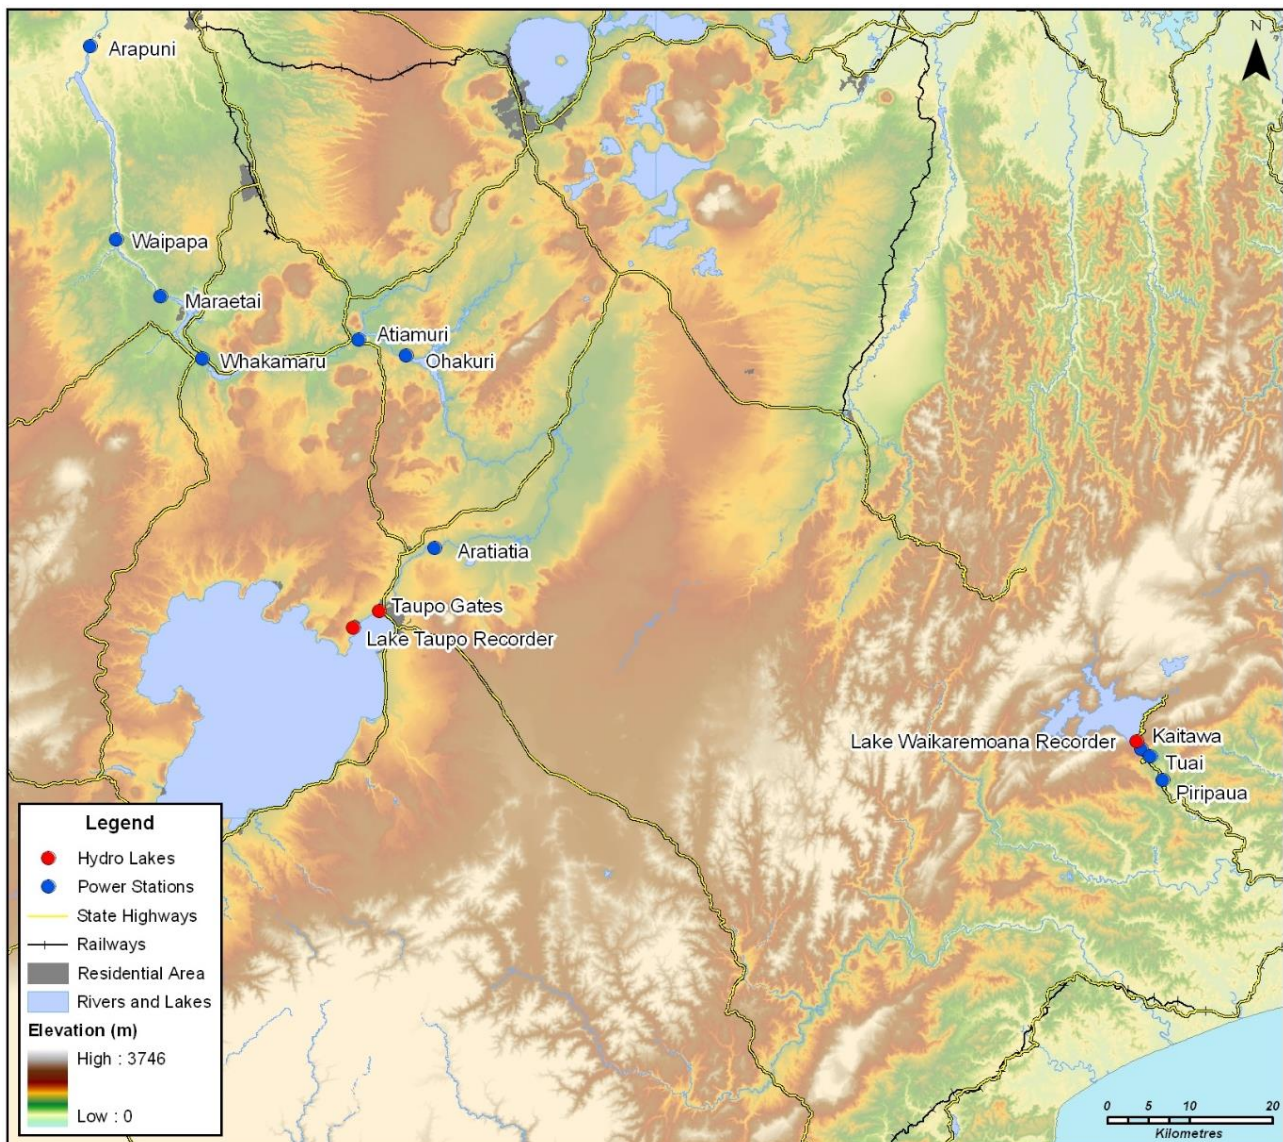 N
Arapuni
Waipapa
Maraetai
Atiamuri
Whakamaru
Ohakuri
Aratiatia
Taupo Gates
Lake Taupo Recorder
Lake Waikaremoana Recorder
Kaitawa
Tuai
Piripaua
Legend
Hydro Lakes
Power Stations
State Highways
Railways
Residential Area
Rivers and Lakes
Elevation (m)
High : 3746
Low : 0
0 5 10 20
Kilometres